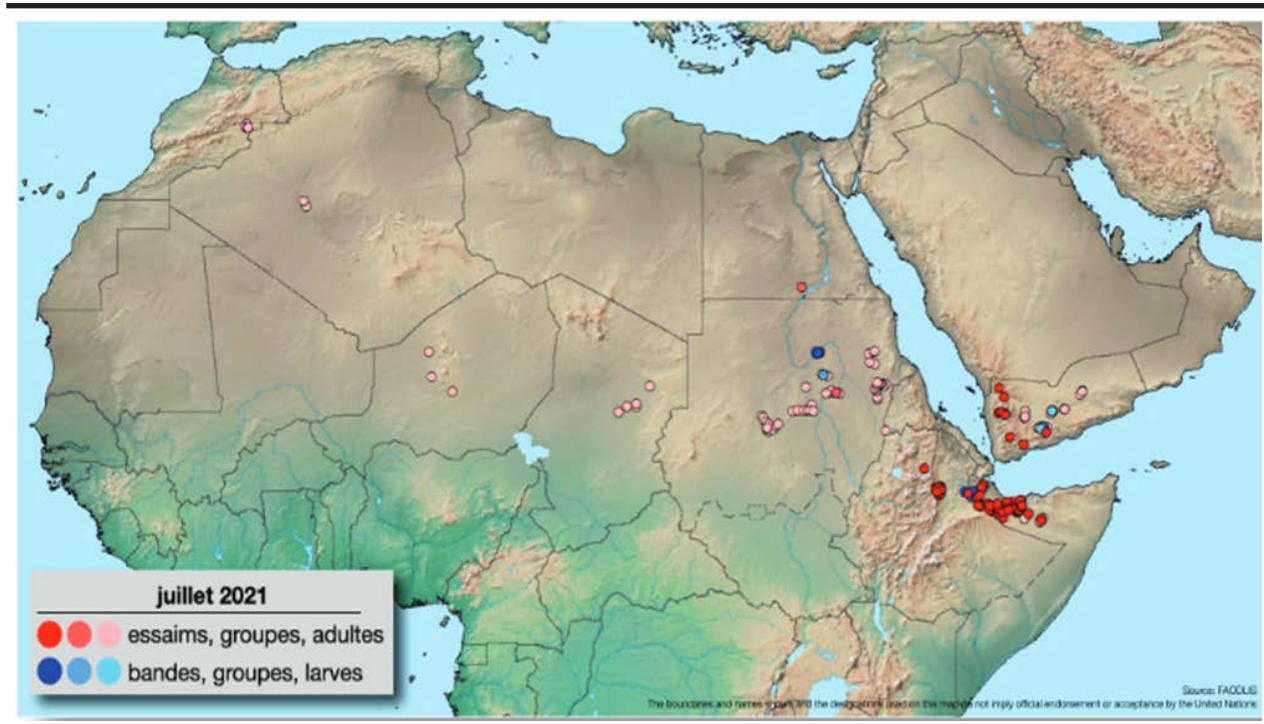 juillet 2021
essaims, groupes, adultes
bandes, groupes, larves
Source: FAODLIS
The boundaries and names shown and the designations used on this map do not imply official endorsement or acceptance by the United Nations